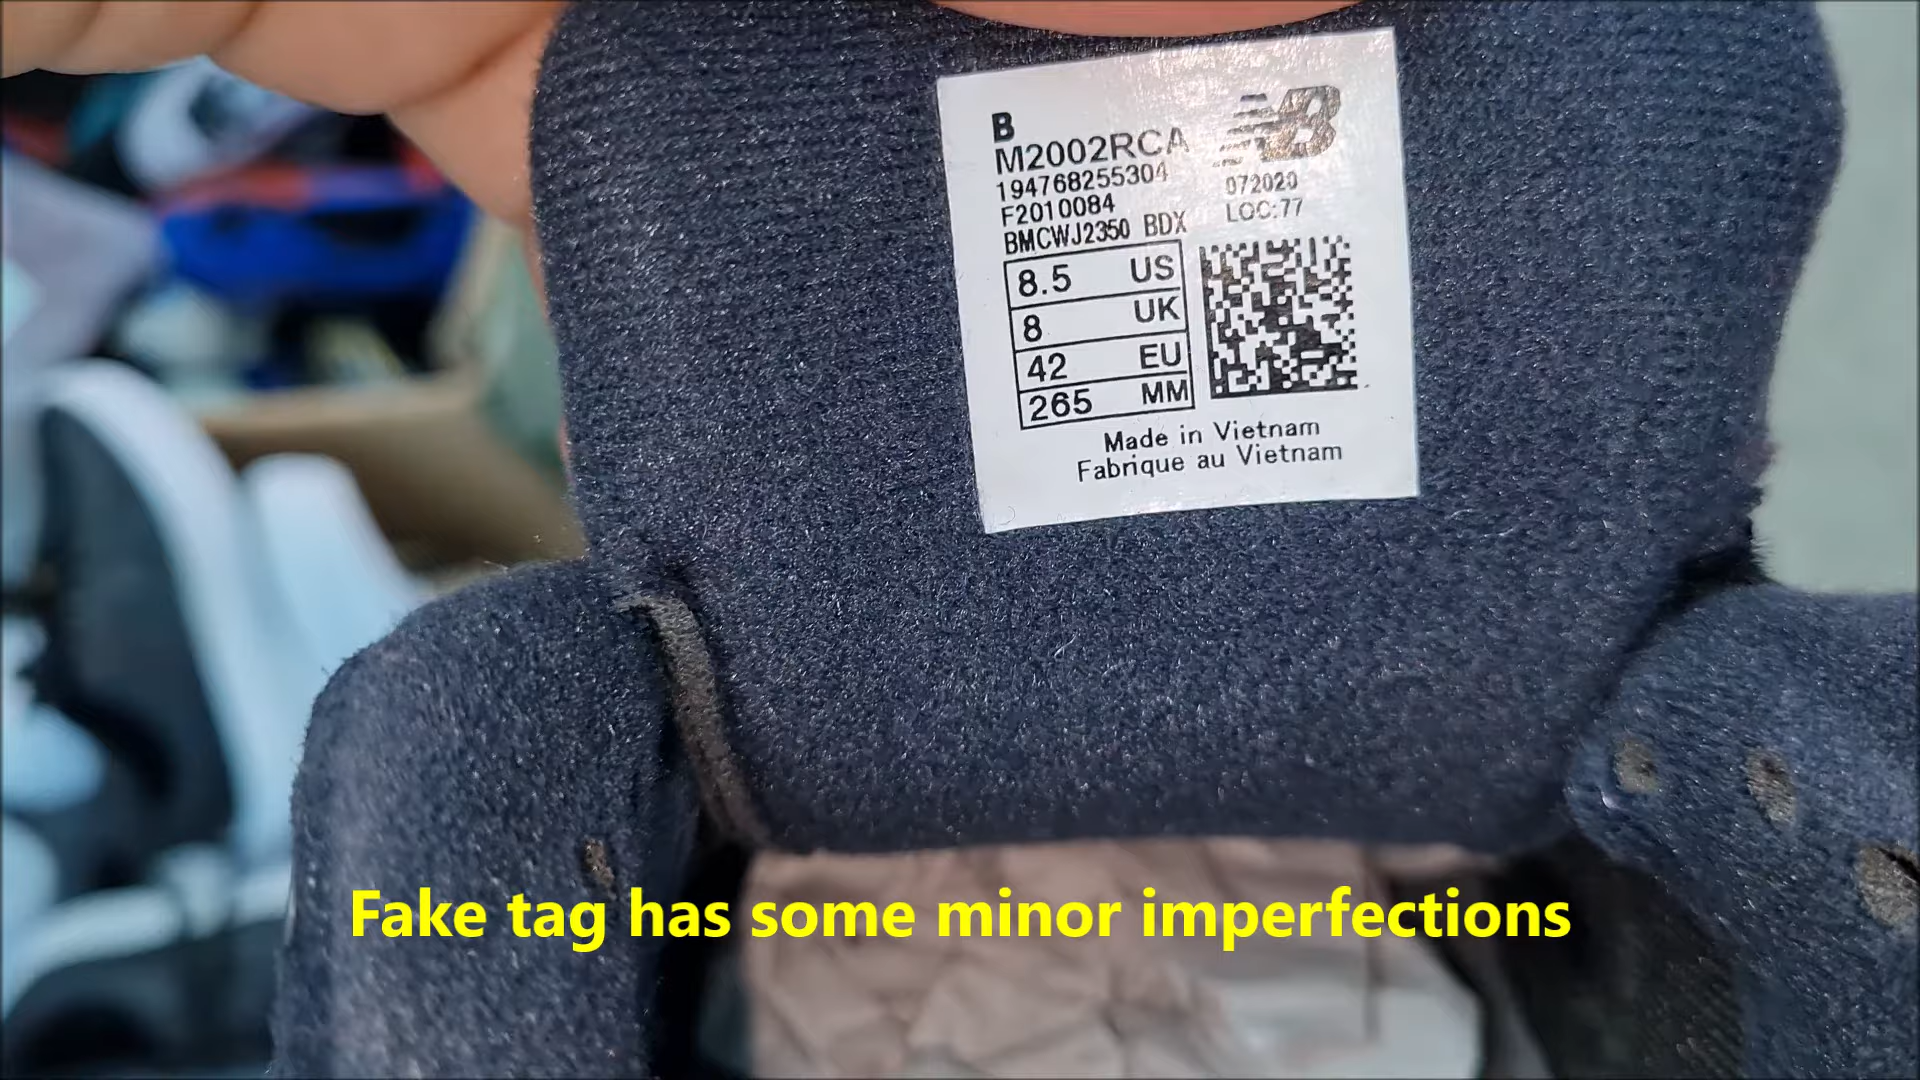 B
M2002RCA
194768255304
F2010084
BMCWJ2350 BDX
NB
072020
LOC:77
8.5 US
8 UK
42 EU
265 MM
Made in Vietnam
Fabrique au Vietnam
Fake tag has some minor imperfections